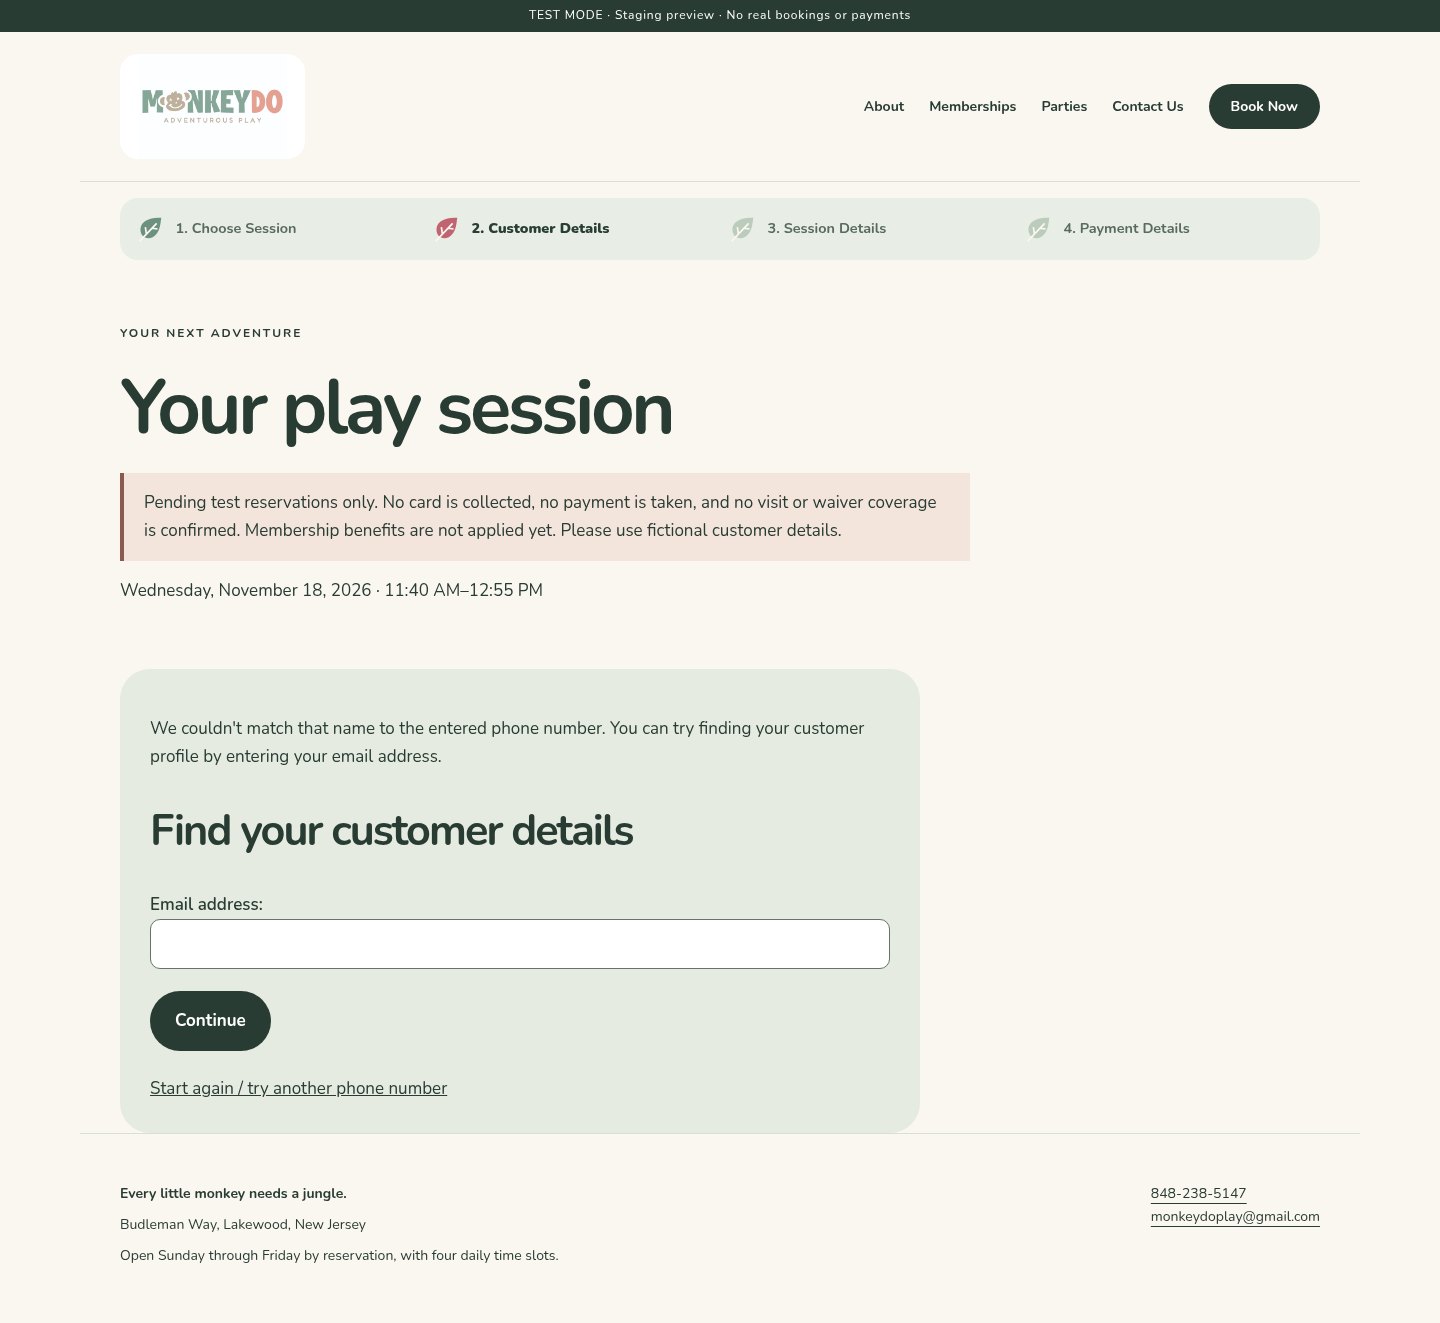 TEST MODE · Staging preview · No real bookings or payments
MONKEYDO
ADVENTUROUS PLAY
About
Memberships
Parties
Contact Us
Book Now
1. Choose Session
2. Customer Details
3. Session Details
4. Payment Details
YOUR NEXT ADVENTURE
Your play session
Pending test reservations only. No card is collected, no payment is taken, and no visit or waiver coverage
is confirmed. Membership benefits are not applied yet. Please use fictional customer details.
Wednesday, November 18, 2026 · 11:40 AM–12:55 PM
We couldn't match that name to the entered phone number. You can try finding your customer
profile by entering your email address.
Find your customer details
Email address:
Continue
Start again / try another phone number
Every little monkey needs a jungle.
Budleman Way, Lakewood, New Jersey
Open Sunday through Friday by reservation, with four daily time slots.
848-238-5147
monkeydoplay@gmail.com